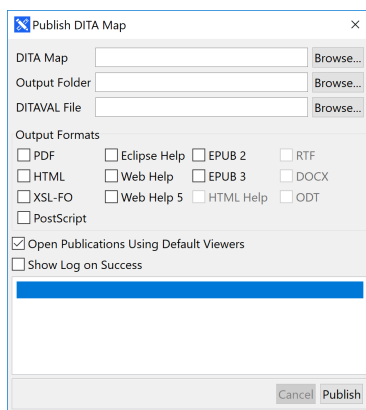 Publish DITA Map
DITA Map Browse...
Output Folder Browse...
DITAVAL File Browse...
Output Formats
PDF Eclipse Help EPUB 2 RTF
HTML Web Help EPUB 3 DOCX
XSL-FO Web Help 5 HTML Help ODT
PostScript
Open Publications Using Default Viewers
Show Log on Success
Cancel Publish